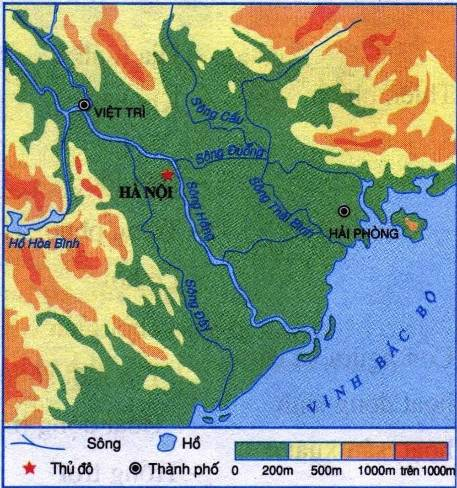 Sông Cầu
VIỆT TRÌ
Sông Đuống
HÀ NỘI
Sông Hồng
Sông Thái Bình
HẢI PHÒNG
Hồ Hòa Bình
Sông Đáy
VỊNH BẮC BỘ
Sông
Hồ
Thủ đô
Thành phố
0 200m 500m 1000m trên 1000m